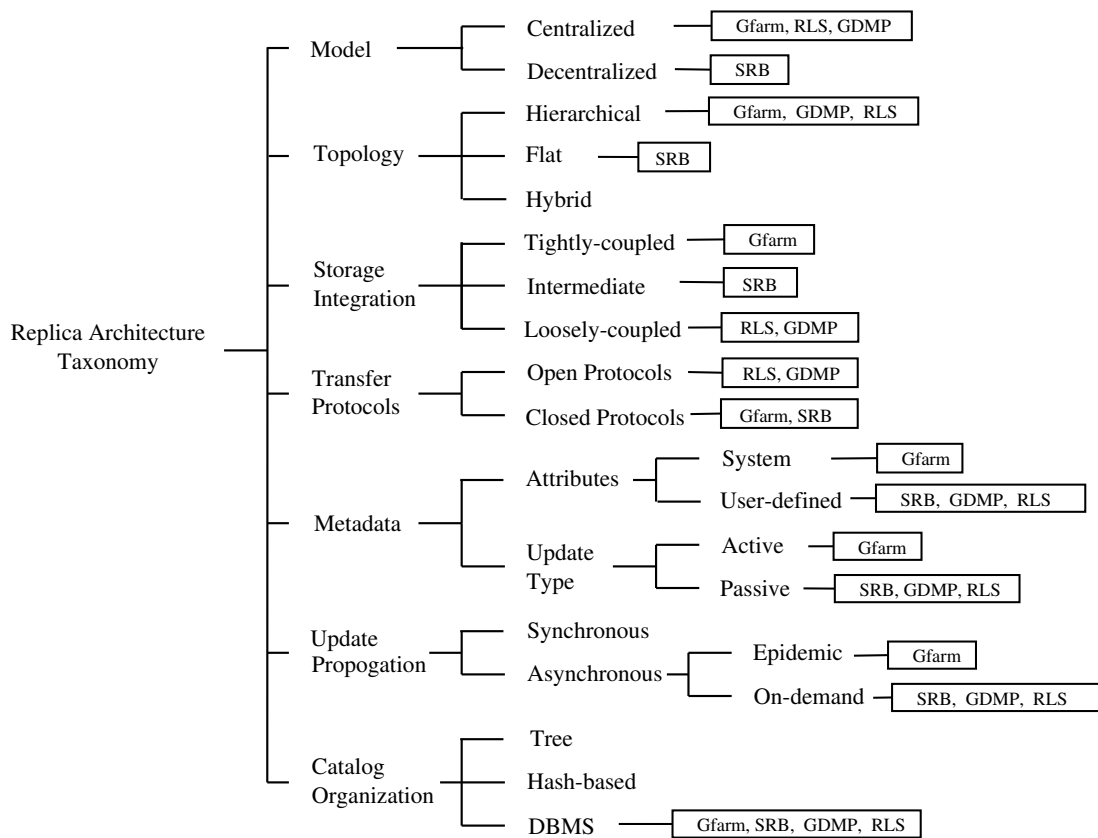 Replica Architecture
Taxonomy
Model
Centralized
Gfarm, RLS, GDMP
Decentralized
SRB
Topology
Hierarchical
Gfarm, GDMP, RLS
Flat
SRB
Hybrid
Storage
Integration
Tightly-coupled
Gfarm
Intermediate
SRB
Loosely-coupled
RLS, GDMP
Transfer
Protocols
Open Protocols
RLS, GDMP
Closed Protocols
Gfarm, SRB
Metadata
Attributes
System
Gfarm
User-defined
SRB, GDMP, RLS
Update
Type
Active
Gfarm
Passive
SRB, GDMP, RLS
Update
Propogation
Synchronous
Asynchronous
Epidemic
Gfarm
On-demand
SRB, GDMP, RLS
Catalog
Organization
Tree
Hash-based
DBMS
Gfarm, SRB, GDMP, RLS